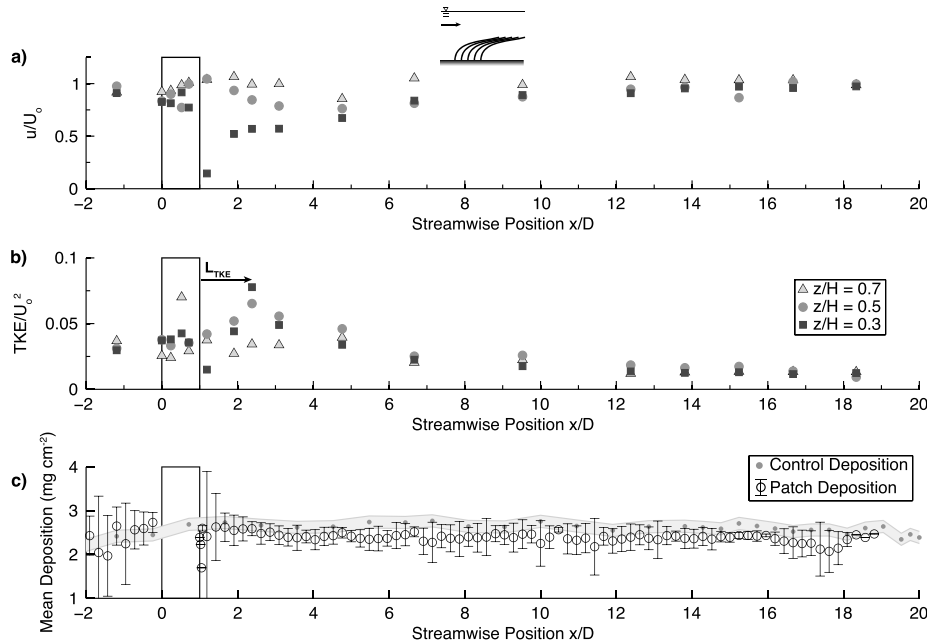 a)
u/Uₒ
1
0.5
0
−2 0 2 4 6 8 10 12 14 16 18 20
Streamwise Position x/D
b)
TKE/Uₒ²
0.1
0.05
0
L_TKE
z/H = 0.7
z/H = 0.5
z/H = 0.3
−2 0 2 4 6 8 10 12 14 16 18 20
Streamwise Position x/D
c)
Mean Deposition (mg cm⁻²)
4
3
2
1
Control Deposition
Patch Deposition
−2 0 2 4 6 8 10 12 14 16 18 20
Streamwise Position x/D